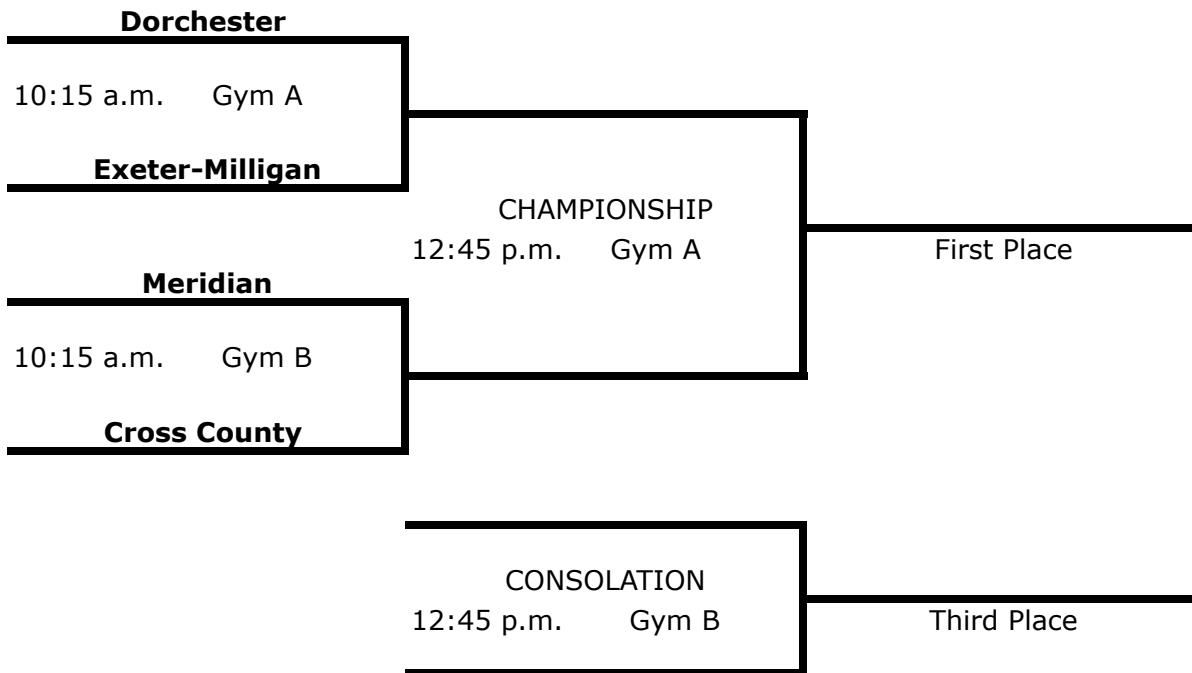 Dorchester
10:15 a.m. Gym A
Exeter-Milligan
CHAMPIONSHIP
12:45 p.m. Gym A
First Place
Meridian
10:15 a.m. Gym B
Cross County
CONSOLATION
12:45 p.m. Gym B
Third Place